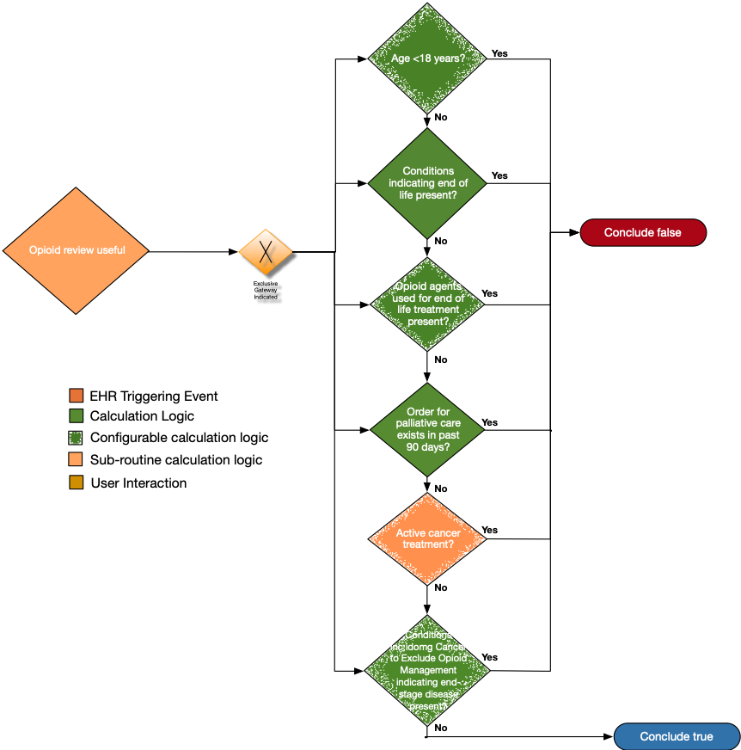 Age <18 years?
Yes
No
Conditions
indicating end of
life present?
Yes
No
Opioid review useful
X
Exclusive
Gateway
Indicated
Conclude false
Opioid agents
used for end of
life treatment
present?
Yes
No
EHR Triggering Event
Calculation Logic
Configurable calculation logic
Sub-routine calculation logic
User Interaction
Order for
palliative care
exists in past
90 days?
Yes
No
Active cancer
treatment?
Yes
No
Conditions
Incidomg Cancer
to Exclude Opioid
Management
indicating end-
stage disease
present?
Yes
No
Conclude true